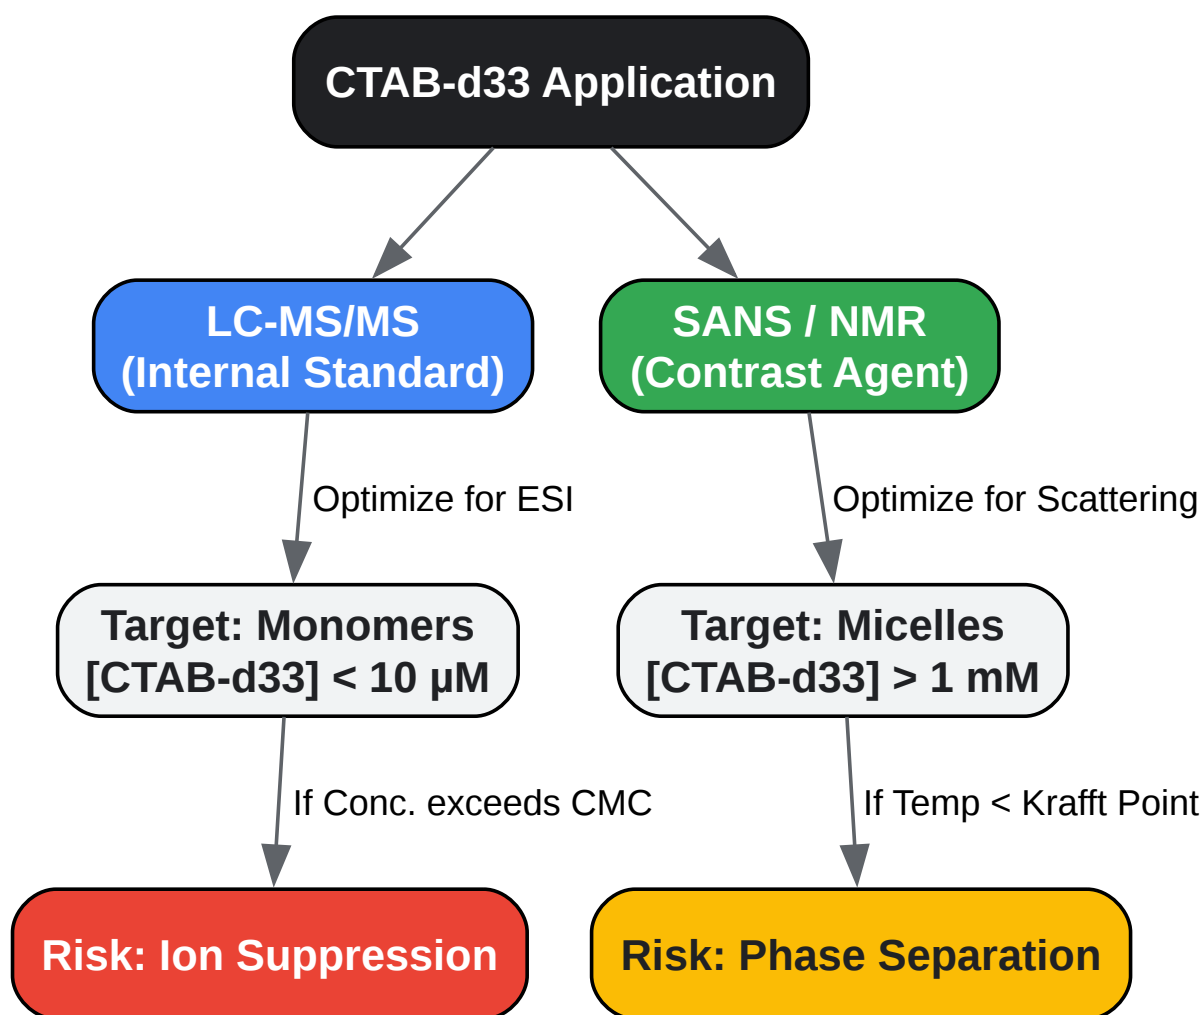 CTAB-d33 Application
LC-MS/MS
(Internal Standard)
SANS / NMR
(Contrast Agent)
Optimize for ESI
Optimize for Scattering
Target: Monomers
[CTAB-d33] < 10 µM
Target: Micelles
[CTAB-d33] > 1 mM
If Conc. exceeds CMC
If Temp < Krafft Point
Risk: Ion Suppression
Risk: Phase Separation